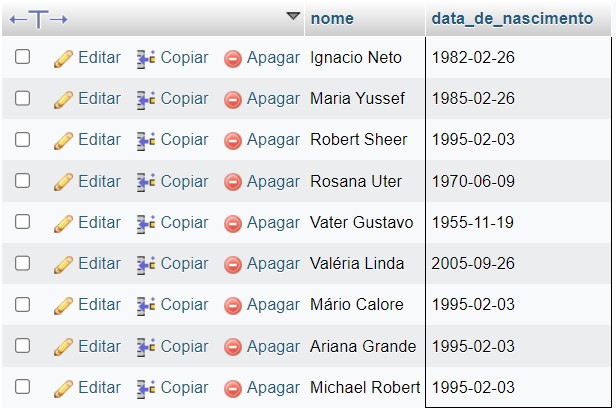 nome data_de_nascimento
Editar Copiar Apagar Ignacio Neto 1982-02-26
Editar Copiar Apagar Maria Yussef 1985-02-26
Editar Copiar Apagar Robert Sheer 1995-02-03
Editar Copiar Apagar Rosana Uter 1970-06-09
Editar Copiar Apagar Vater Gustavo 1955-11-19
Editar Copiar Apagar Valéria Linda 2005-09-26
Editar Copiar Apagar Mário Calore 1995-02-03
Editar Copiar Apagar Ariana Grande 1995-02-03
Editar Copiar Apagar Michael Robert 1995-02-03